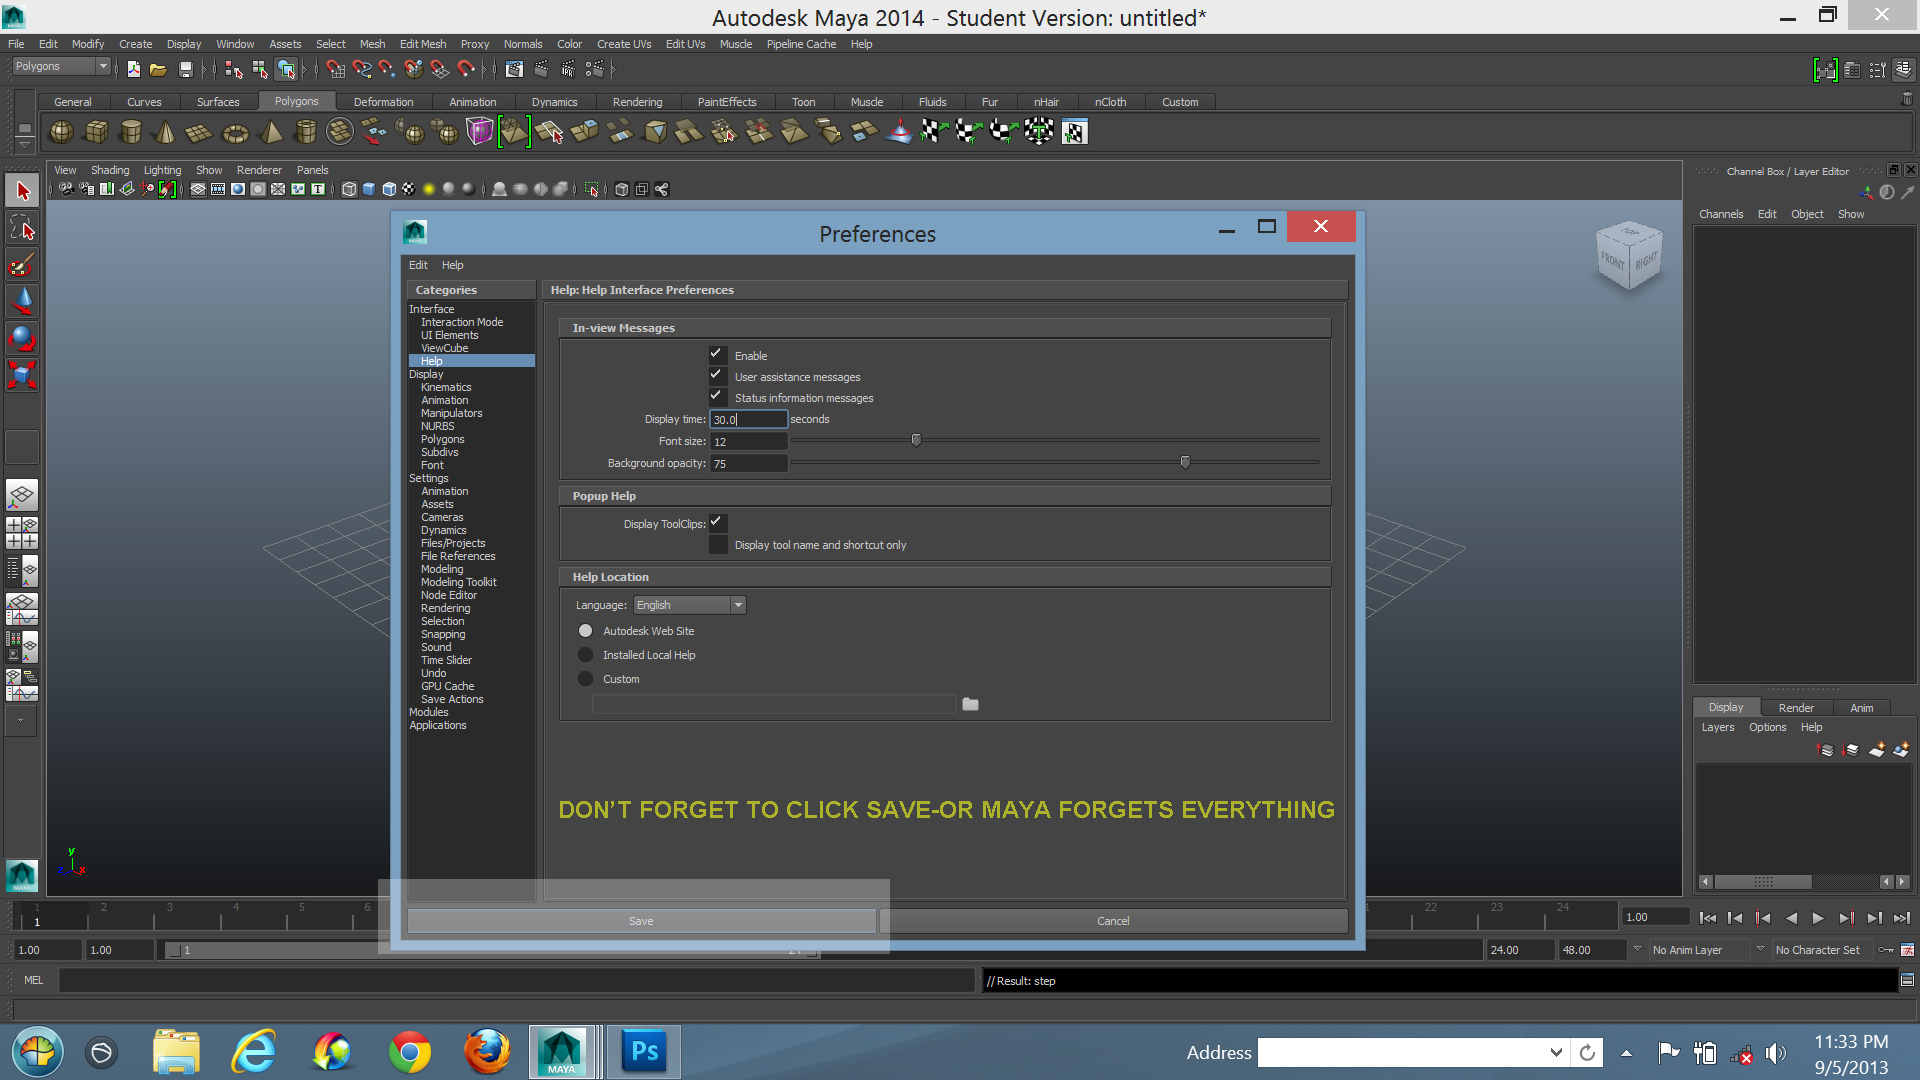 Autodesk Maya 2014 - Student Version: untitled*
File Edit Modify Create Display Window Assets Select Mesh Edit Mesh Proxy Normals Color Create UVs Edit UVs Muscle Pipeline Cache Help
Polygons
General Curves Surfaces Polygons Deformation Animation Dynamics Rendering PaintEffects Toon Muscle Fluids Fur nHair nCloth Custom
View Shading Lighting Show Renderer Panels
Channel Box / Layer Editor
Channels Edit Object Show
TOP
FRONT RIGHT
Preferences
Edit Help
Categories
Interface
Interaction Mode
UI Elements
ViewCube
Help
Display
Kinematics
Animation
Manipulators
NURBS
Polygons
Subdivs
Font
Settings
Animation
Assets
Cameras
Dynamics
Files/Projects
File References
Modeling
Modeling Toolkit
Node Editor
Rendering
Selection
Snapping
Sound
Time Slider
Undo
GPU Cache
Save Actions
Modules
Applications
Help: Help Interface Preferences
In-view Messages
Enable
User assistance messages
Status information messages
Display time: 30.0 seconds
Font size: 12
Background opacity: 75
Popup Help
Display ToolClips:
Display tool name and shortcut only
Help Location
Language: English
Autodesk Web Site
Installed Local Help
Custom
DON'T FORGET TO CLICK SAVE-OR MAYA FORGETS EVERYTHING
Save Cancel
Display Render Anim
Layers Options Help
y
x
1 2 3 4 5 6 22 23 24
1
1.00
1.00 1.00 1 24.00 48.00 No Anim Layer No Character Set
MEL // Result: step
MAYA
Ps
Address
11:33 PM
9/5/2013